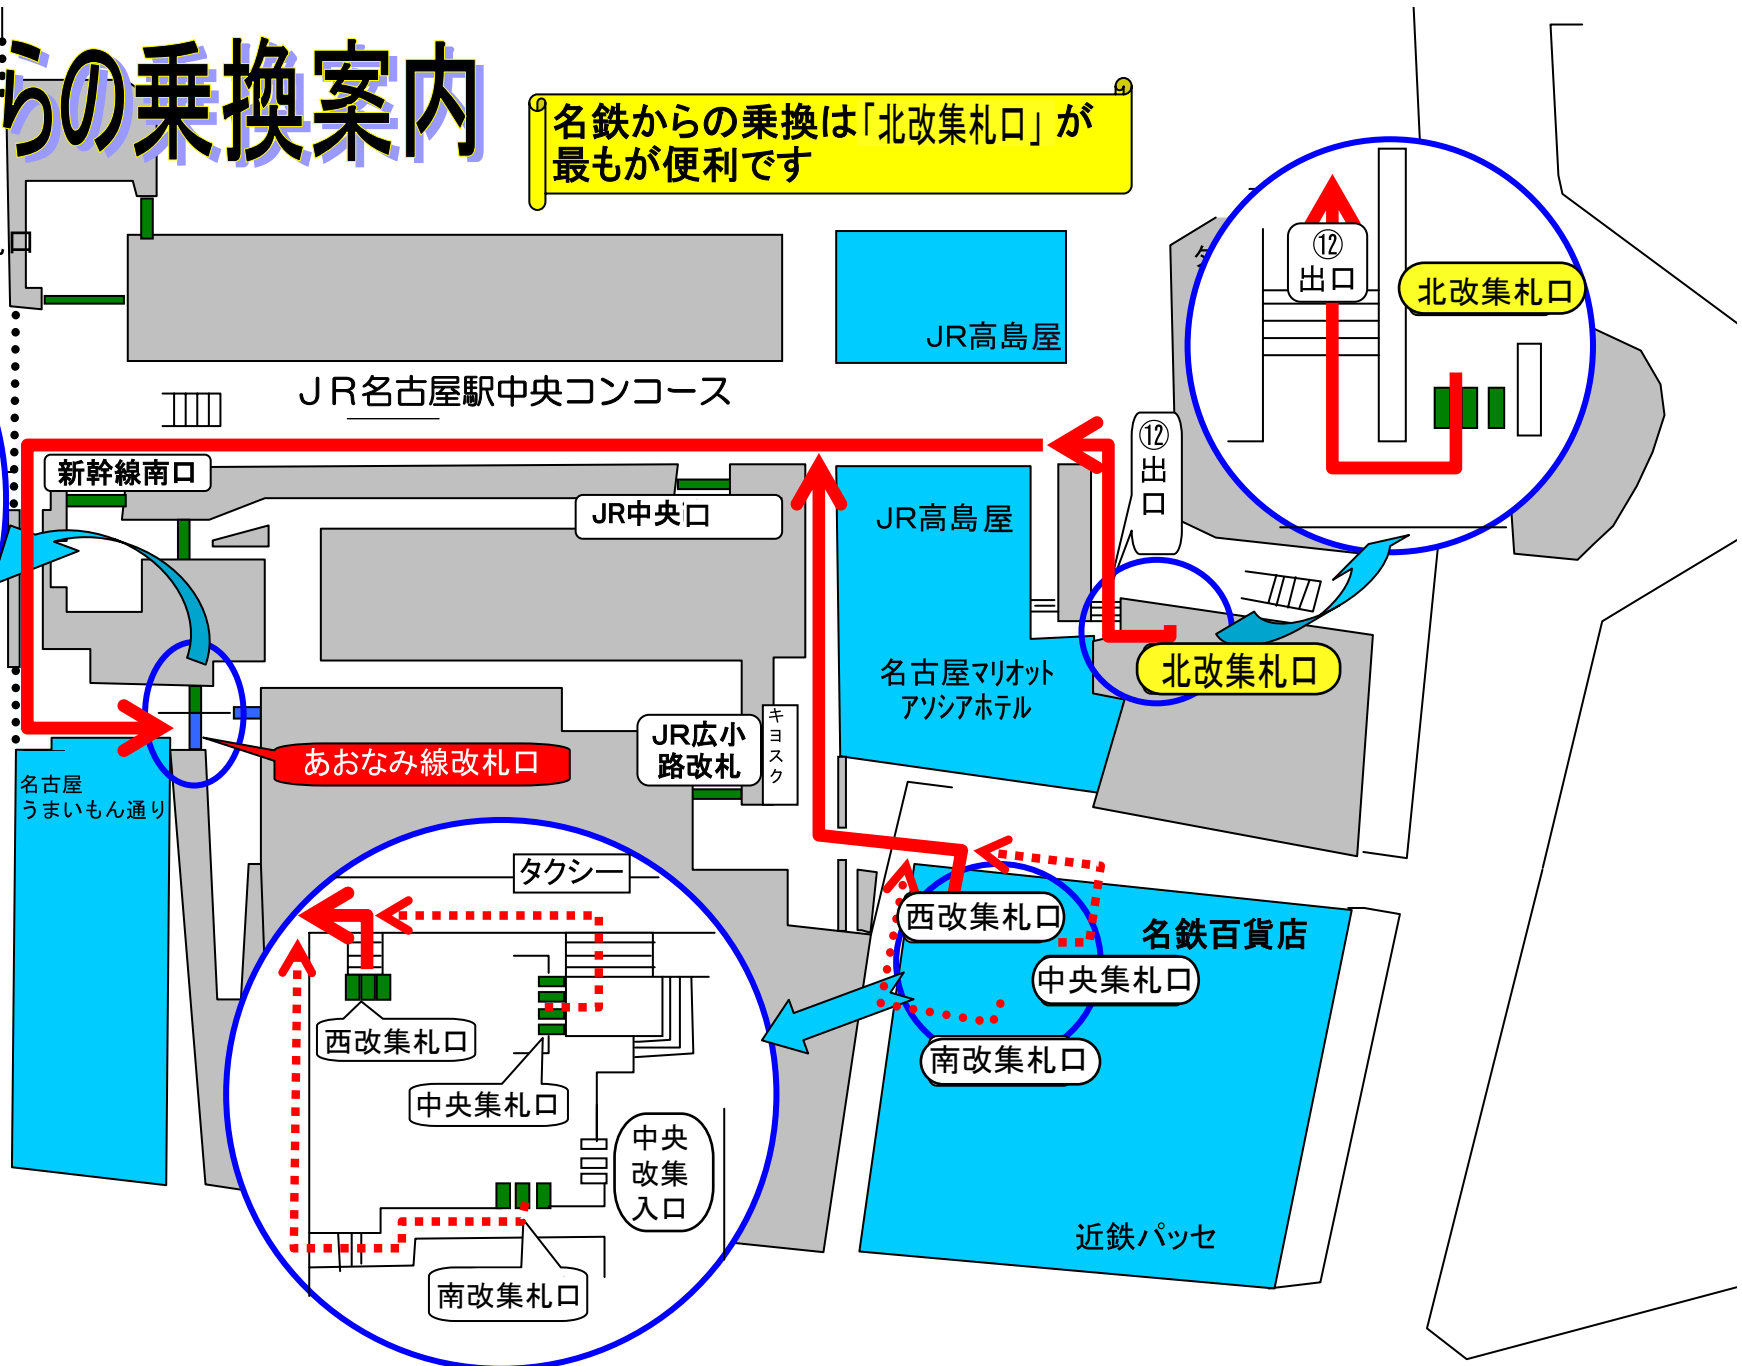 らの乗換案内
名鉄からの乗換は「北改集札口」が
最もが便利です
⑫
出口
北改集札口
JR高島屋
JR名古屋駅中央コンコース
⑫
出
口
新幹線南口
JR中央口
JR高島屋
名古屋マリオット
アソシアホテル
北改集札口
JR広小
路改札
キヨスク
あおなみ線改札口
名古屋
うまいもん通り
タクシー
西改集札口
名鉄百貨店
中央集札口
南改集札口
西改集札口
中央集札口
中央
改集
入口
南改集札口
近鉄パッセ